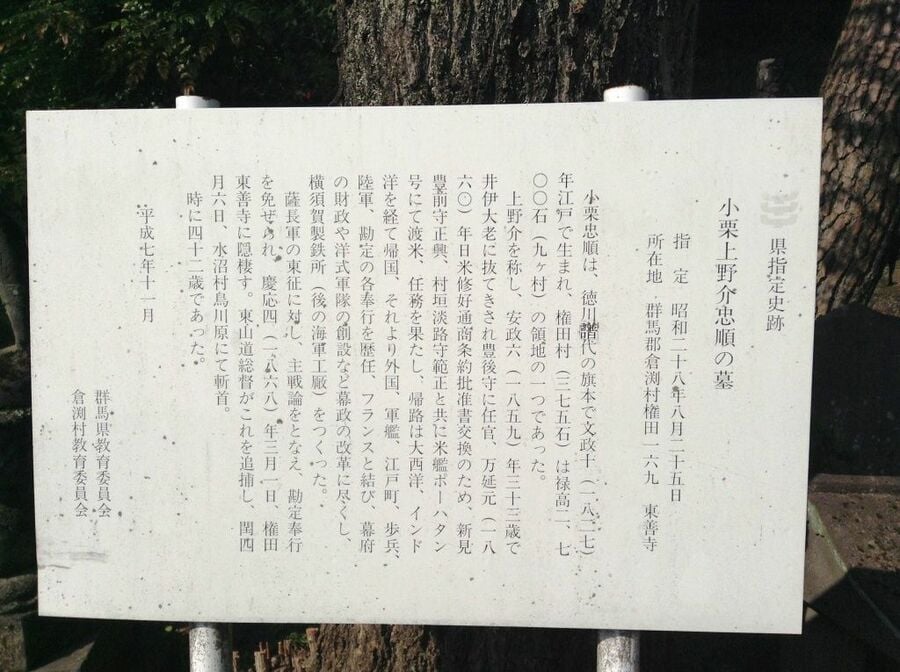 県指定史跡
小栗上野介忠順の墓
指定 昭和二十八年八月二十五日
所在地 群馬郡倉渕村権田一六九 東善寺
小栗忠順は、徳川譜代の旗本で文政十（一八二七）
年江戸で生まれ、権田村（三七五石）は禄高二、七
〇〇石（九ヶ村）の領地の一つであった。
上野介を称し、安政六（一八五九）年三十三歳で
井伊大老に抜てきされ豊後守に任官、万延元（一八
六〇）年日米修好通商条約批准書交換のため、新見
豊前守正興、村垣淡路守範正と共に米艦ポーハタン
号にて渡米、任務を果たし、帰路は大西洋、インド
洋を経て帰国、それより外国、軍艦、江戸町、歩兵、
陸軍、勘定の各奉行を歴任、フランスと結び、幕府
の財政や洋式軍隊の創設など幕政の改革に尽くし、
横須賀製鉄所（後の海軍工廠）をつくった。
薩長軍の東征に対し、主戦論をとなえ、勘定奉行
を免ぜられ、慶応四（一八六八）年三月一日、権田
東善寺に隠棲す。東山道総督がこれを追捕し、閏四
月六日、水沼村烏川原にて斬首。
時に四十二歳であった。
平成七年十一月
群馬県教育委員会
倉渕村教育委員会